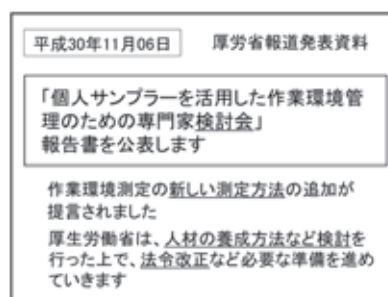 平成30年11月06日　厚労省報道発表資料
「個人サンプラーを活用した作業環境管
理のための専門家検討会」
報告書を公表します
作業環境測定の新しい測定方法の追加が
提言されました
厚生労働省は、人材の養成方法など検討を
行った上で、法令改正など必要な準備を進め
ていきます